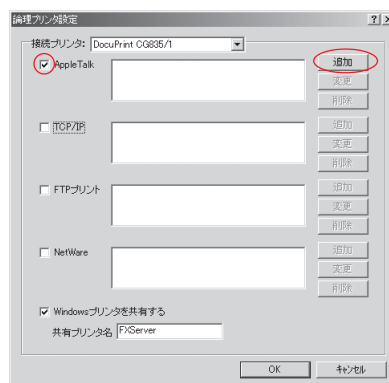 論理プリンタ設定
接続プリンタ: DocuPrint CG835/1
AppleTalk
追加
変更
削除
TCP/IP
追加
変更
削除
FTPプリント
追加
変更
削除
NetWare
追加
変更
削除
Windowsプリンタを共有する
共有プリンタ名 FXServer
OK キャンセル